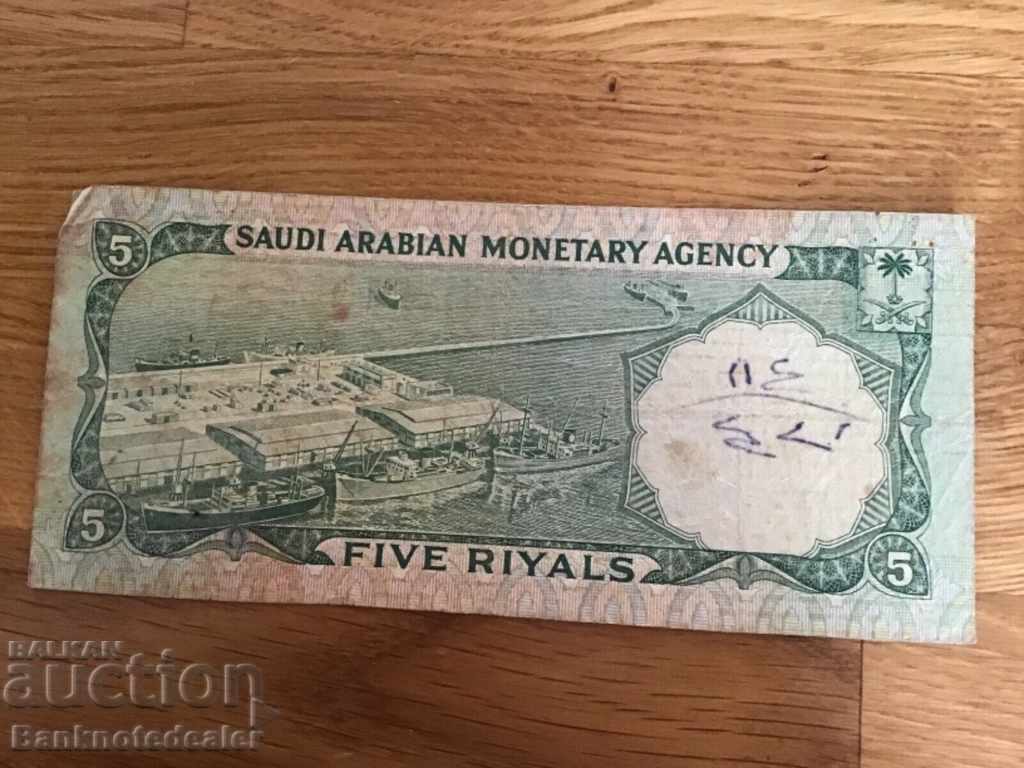 5
SAUDI ARABIAN MONETARY AGENCY
5
FIVE RIYALS
5
BALKAN
auction
Banknotedealer